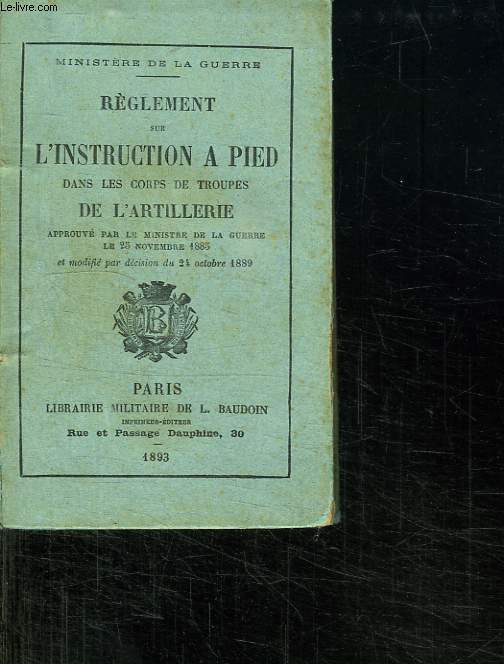 Le-livre.com
MINISTÈRE DE LA GUERRE
RÈGLEMENT
SUR
L'INSTRUCTION A PIED
DANS LES CORPS DE TROUPES
DE L'ARTILLERIE
APPROUVÉ PAR LE MINISTRE DE LA GUERRE
LE 25 NOVEMBRE 1885
et modifié par décision du 24 octobre 1889
LB
PARIS
LIBRAIRIE MILITAIRE DE L. BAUDOIN
IMPRIMEUR-ÉDITEUR
Rue et Passage Dauphine, 30
1893